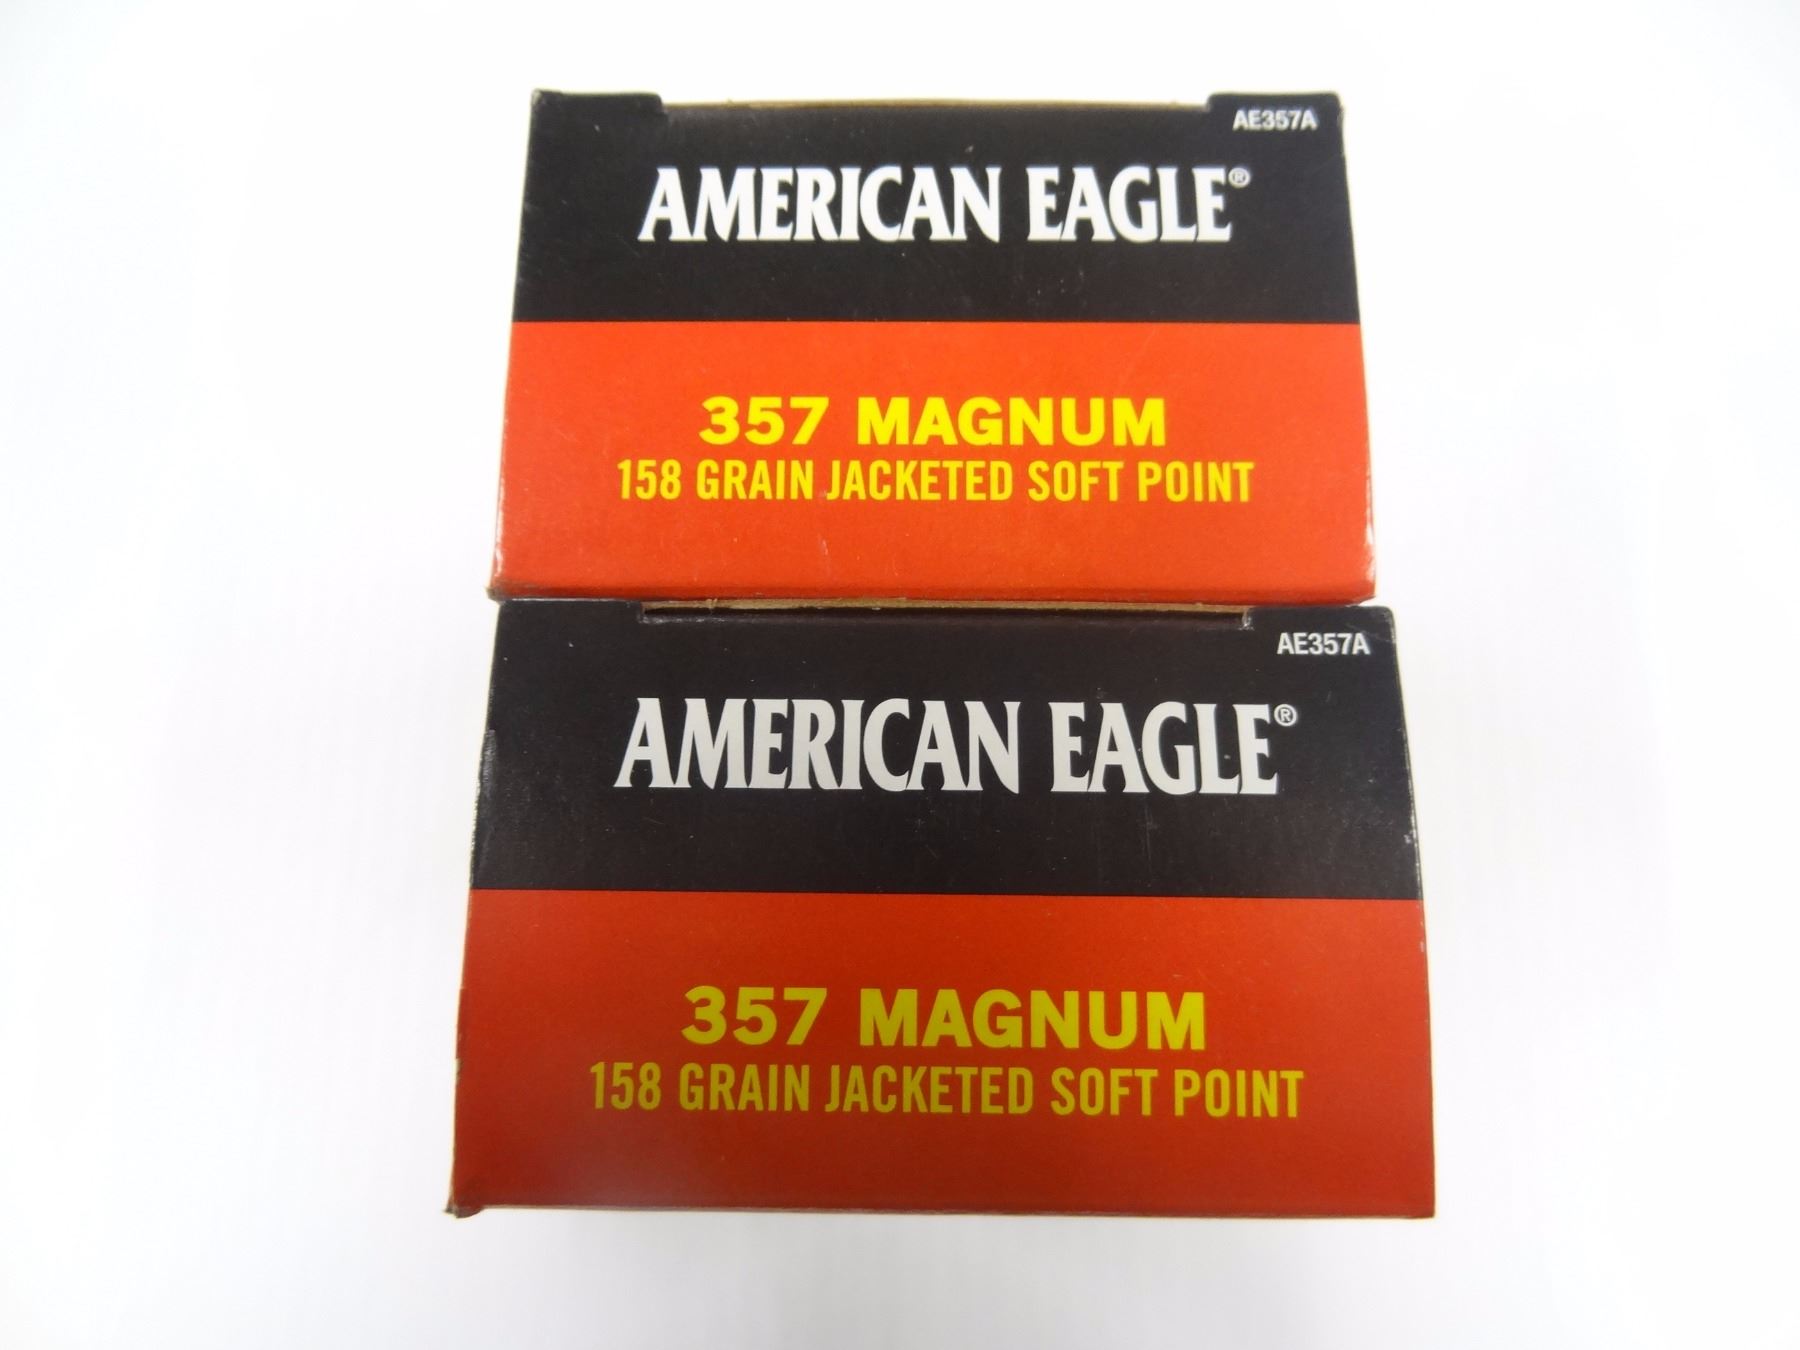 AE357A
AMERICAN EAGLE®
357 MAGNUM
158 GRAIN JACKETED SOFT POINT
AE357A
AMERICAN EAGLE®
357 MAGNUM
158 GRAIN JACKETED SOFT POINT